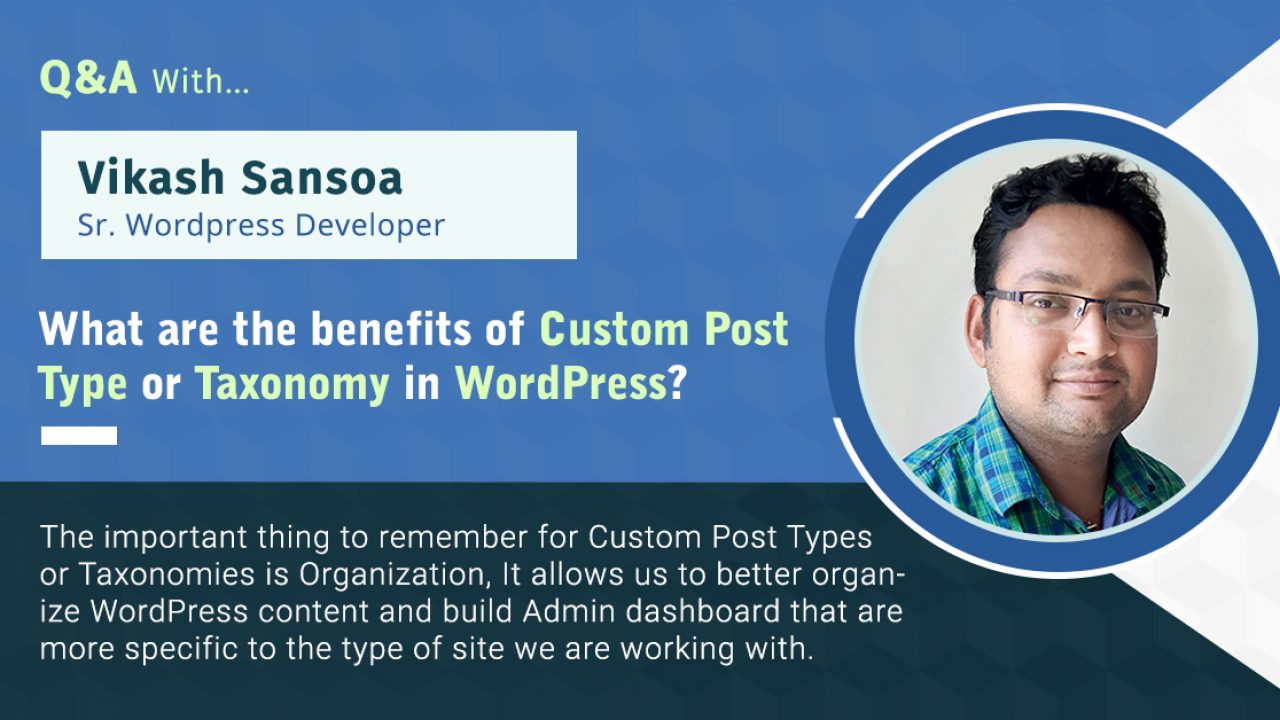 Q&A With...
Vikash Sansoa
Sr. Wordpress Developer
What are the benefits of Custom Post
Type or Taxonomy in WordPress?
The important thing to remember for Custom Post Types
or Taxonomies is Organization, It allows us to better organ-
ize WordPress content and build Admin dashboard that are
more specific to the type of site we are working with.